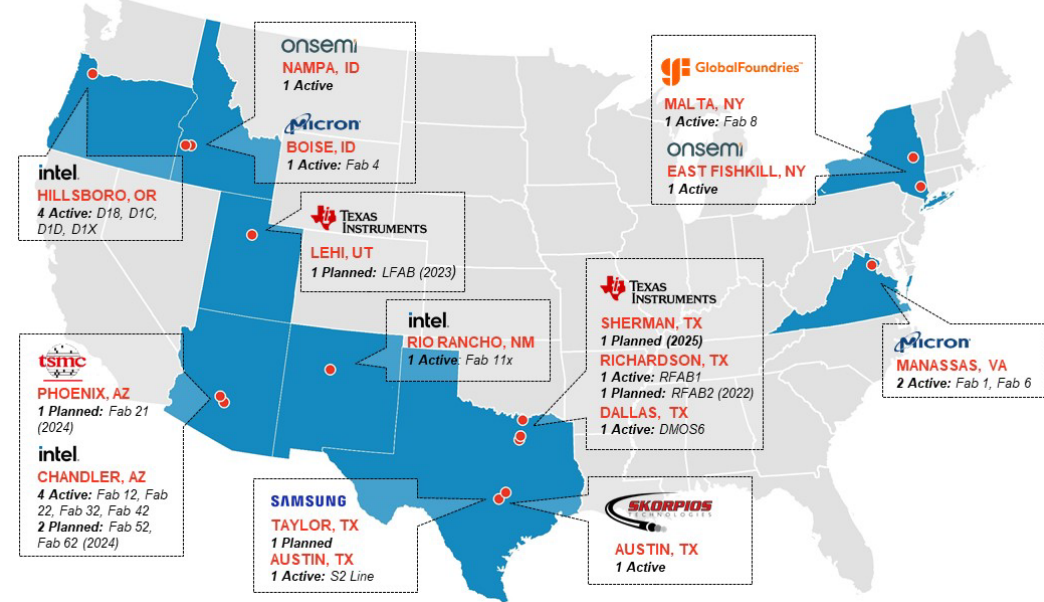 onsemi
NAMPA, ID
1 Active
Micron
BOISE, ID
1 Active: Fab 4
intel.
HILLSBORO, OR
4 Active: D18, D1C,
D1D, D1X
TEXAS
INSTRUMENTS
LEHI, UT
1 Planned: LFAB (2023)
intel.
RIO RANCHO, NM
1 Active: Fab 11x
tsmc
PHOENIX, AZ
1 Planned: Fab 21
(2024)
intel.
CHANDLER, AZ
4 Active: Fab 12, Fab
22, Fab 32, Fab 42
2 Planned: Fab 52,
Fab 62 (2024)
SAMSUNG
TAYLOR, TX
1 Planned
AUSTIN, TX
1 Active: S2 Line
SKORPIOS
TECHNOLOGIES
AUSTIN, TX
1 Active
TEXAS
INSTRUMENTS
SHERMAN, TX
1 Planned (2025)
RICHARDSON, TX
1 Active: RFAB1
1 Planned: RFAB2 (2022)
DALLAS, TX
1 Active: DMOS6
GF GlobalFoundries™
MALTA, NY
1 Active: Fab 8
onsemi
EAST FISHKILL, NY
1 Active
Micron
MANASSAS, VA
2 Active: Fab 1, Fab 6